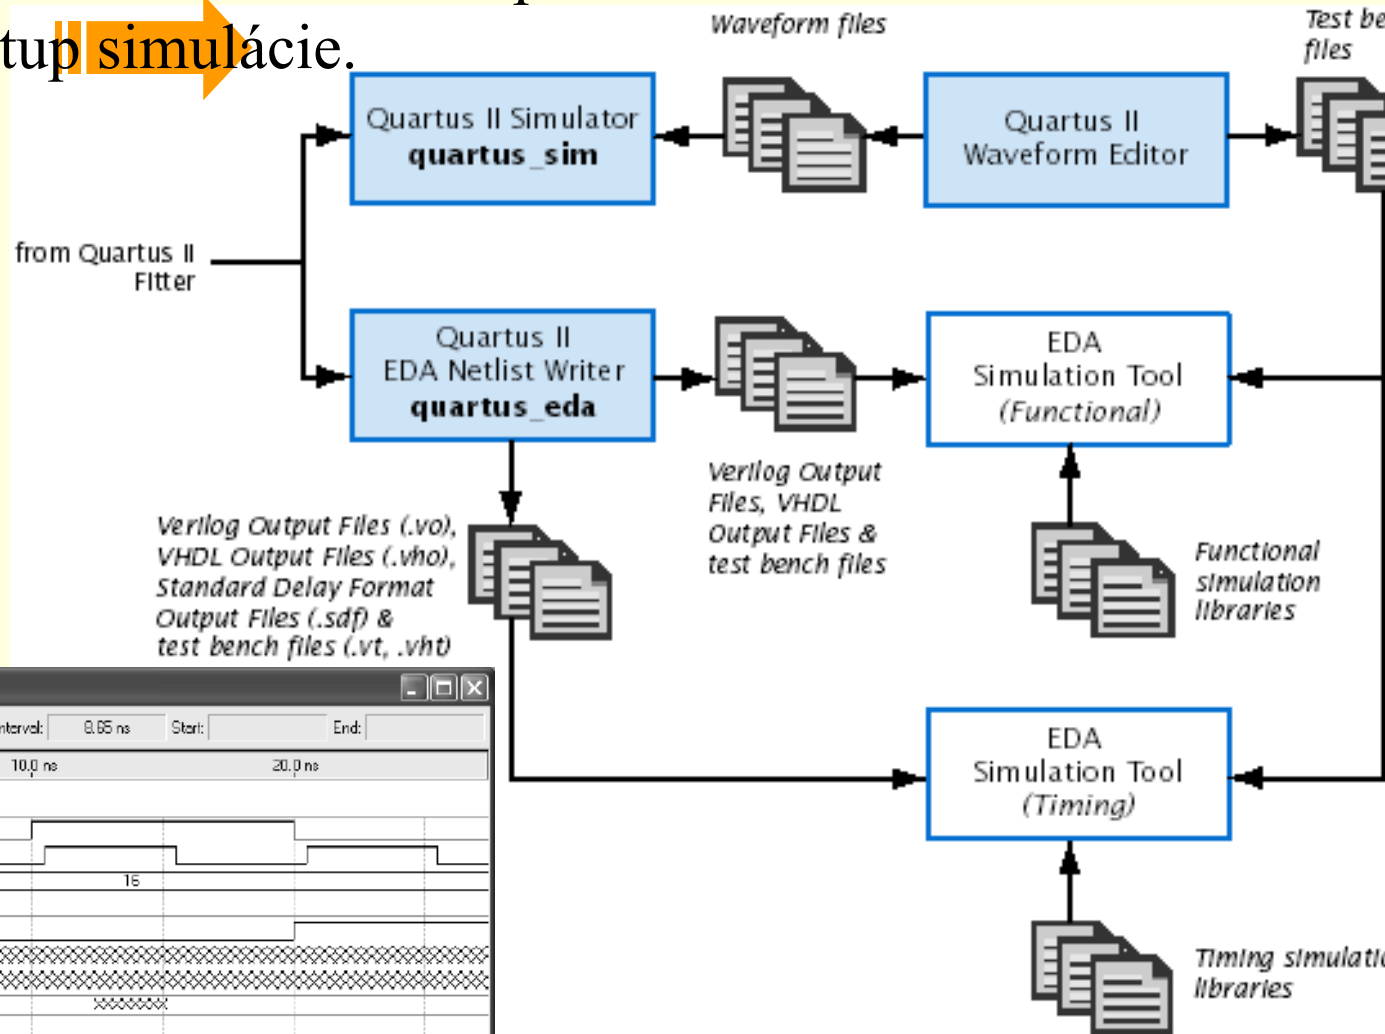 tup simulácie.
Waveform files
Test be
files
Quartus II Simulator
quartus_sim
Quartus II
Waveform Editor
from Quartus II
Fitter
Quartus II
EDA Netlist Writer
quartus_eda
EDA
Simulation Tool
(Functional)
Verilog Output
Files, VHDL
Output Files &
test bench files
Verilog Output Files (.vo),
VHDL Output Files (.vho),
Standard Delay Format
Output Files (.sdf) &
test bench files (.vt, .vht)
Functional
simulation
libraries
nterval: 8.65 ns Start: End:
10.0 ns 20.0 ns
16
EDA
Simulation Tool
(Timing)
Timing simulatio
libraries